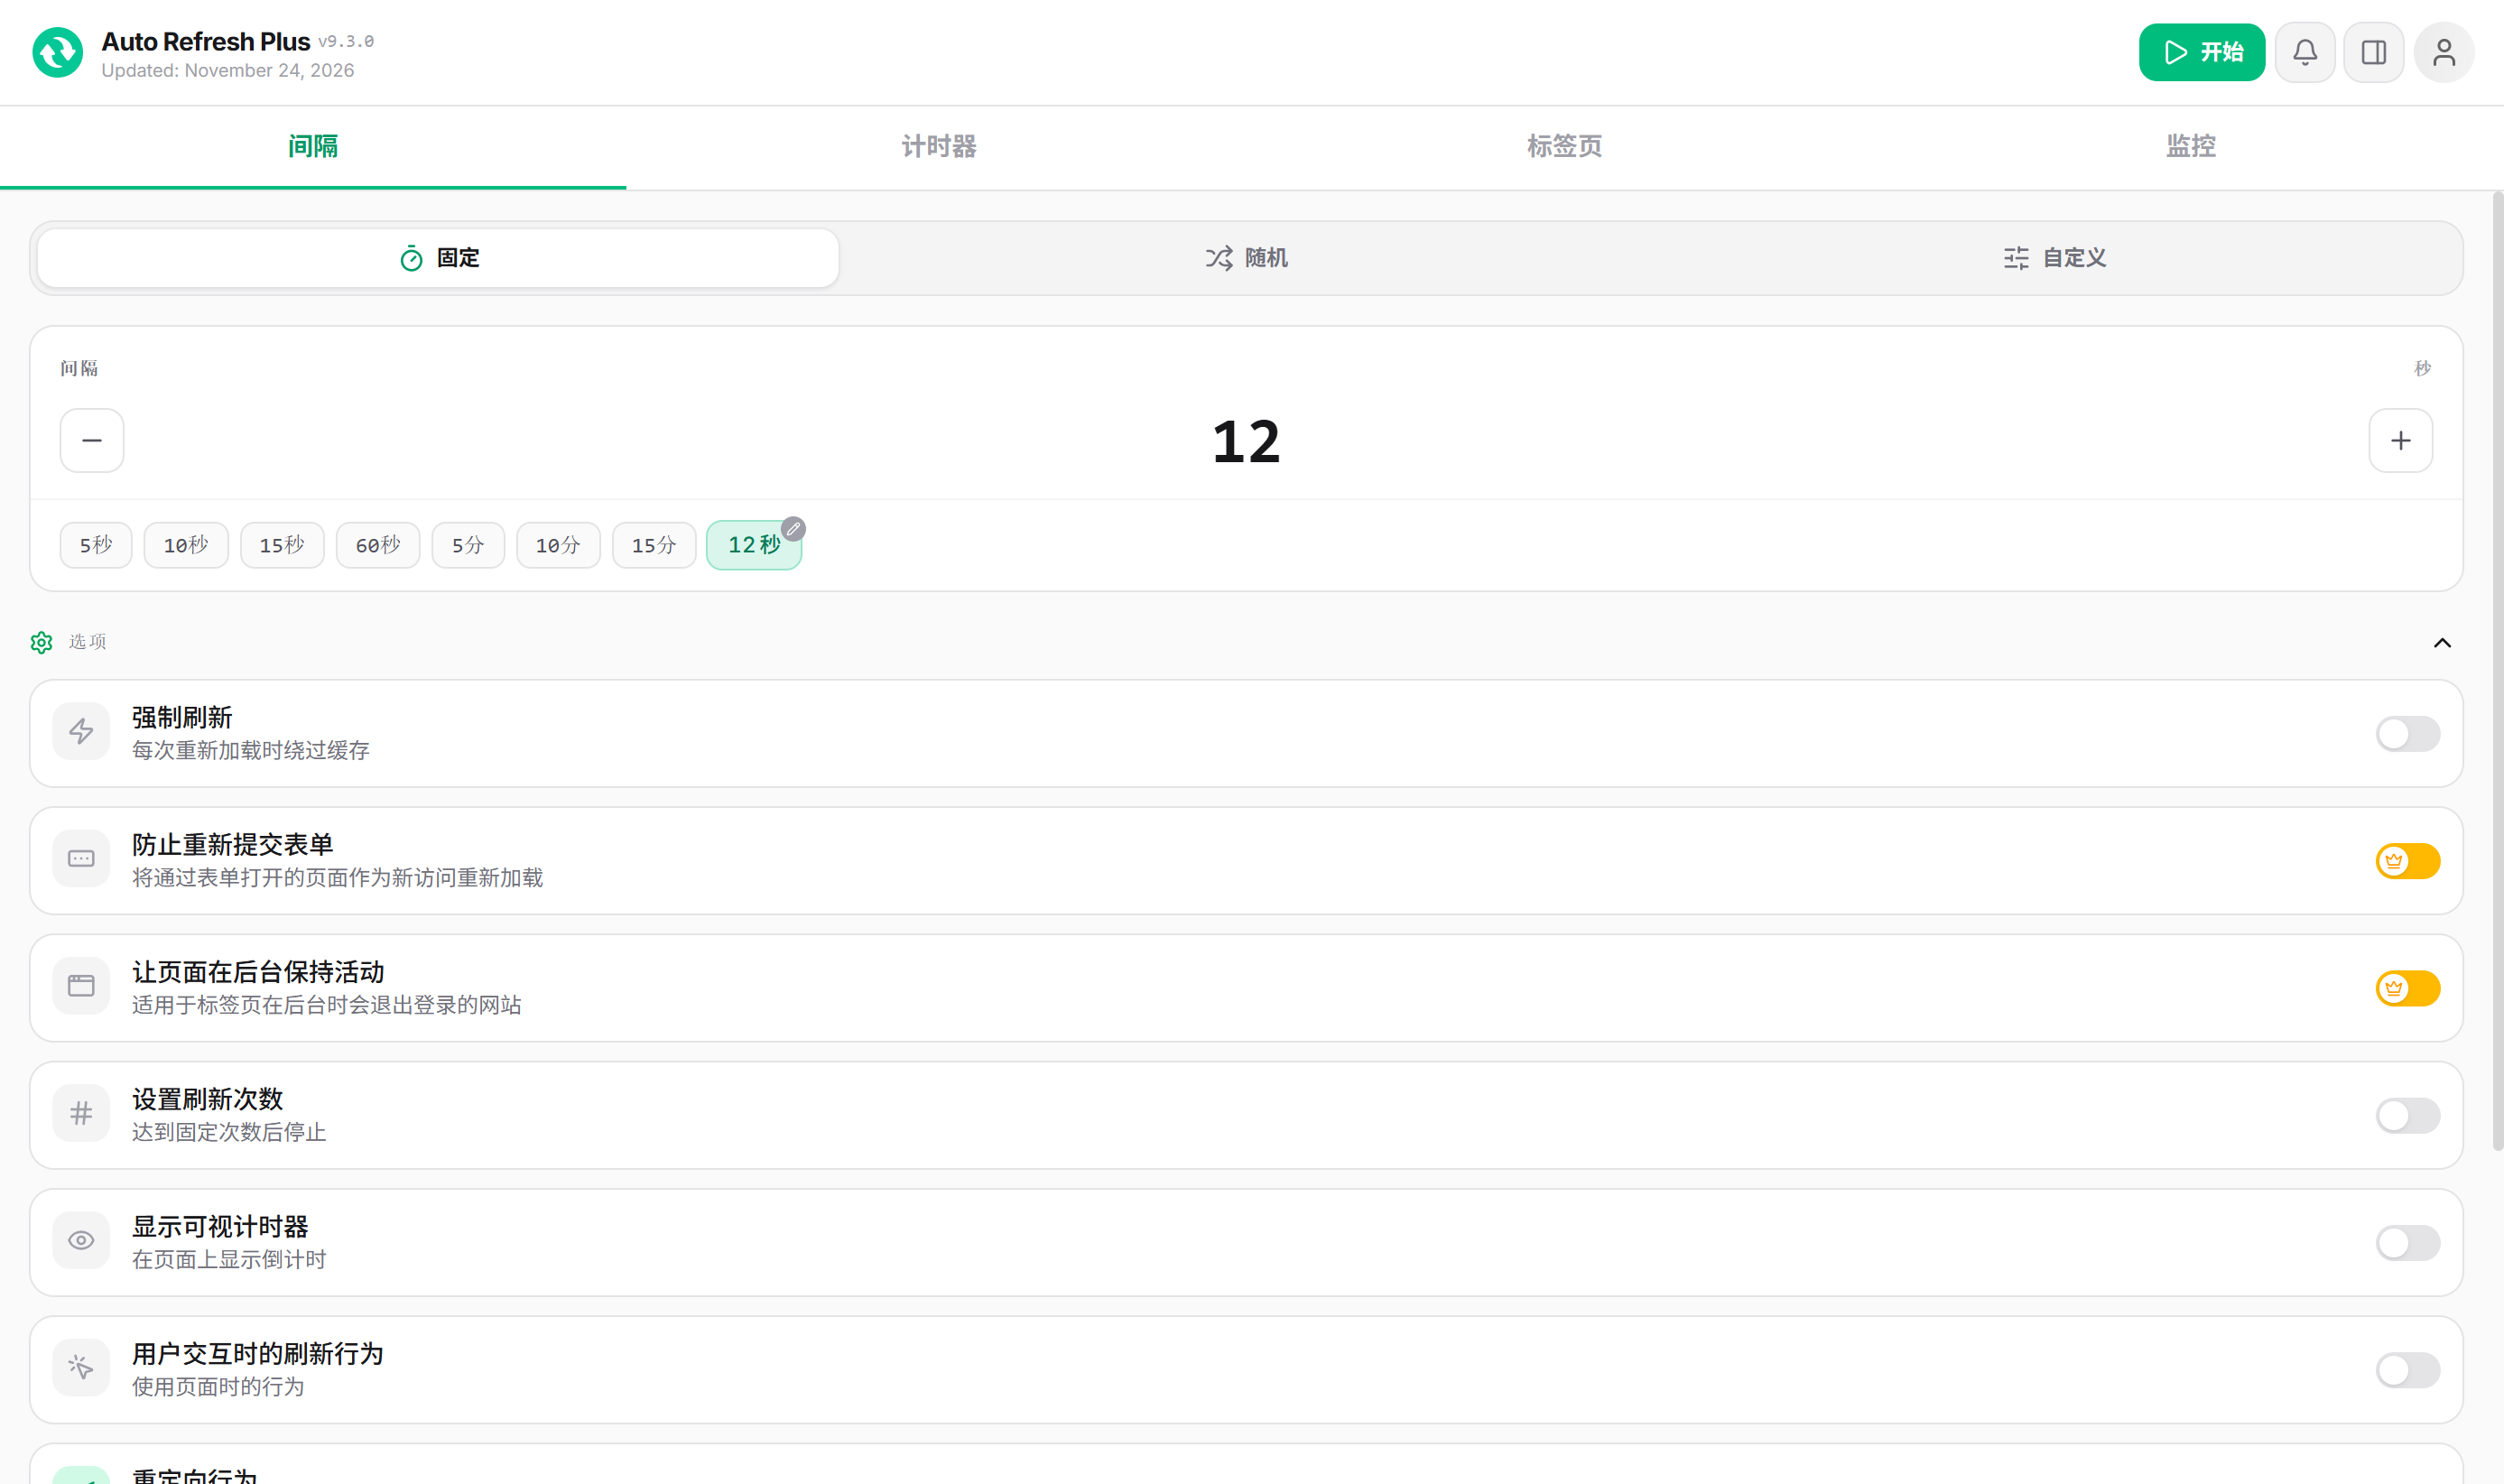 Auto Refresh Plus v9.3.0
Updated: November 24, 2026
开始
间隔
计时器
标签页
监控
固定
随机
自定义
间隔
秒
12
5秒
10秒
15秒
60秒
5分
10分
15分
12秒
选项
强制刷新
每次重新加载时绕过缓存
防止重新提交表单
将通过表单打开的页面作为新访问重新加载
让页面在后台保持活动
适用于标签页在后台时会退出登录的网站
设置刷新次数
达到固定次数后停止
显示可视计时器
在页面上显示倒计时
用户交互时的刷新行为
使用页面时的行为
重定向行为